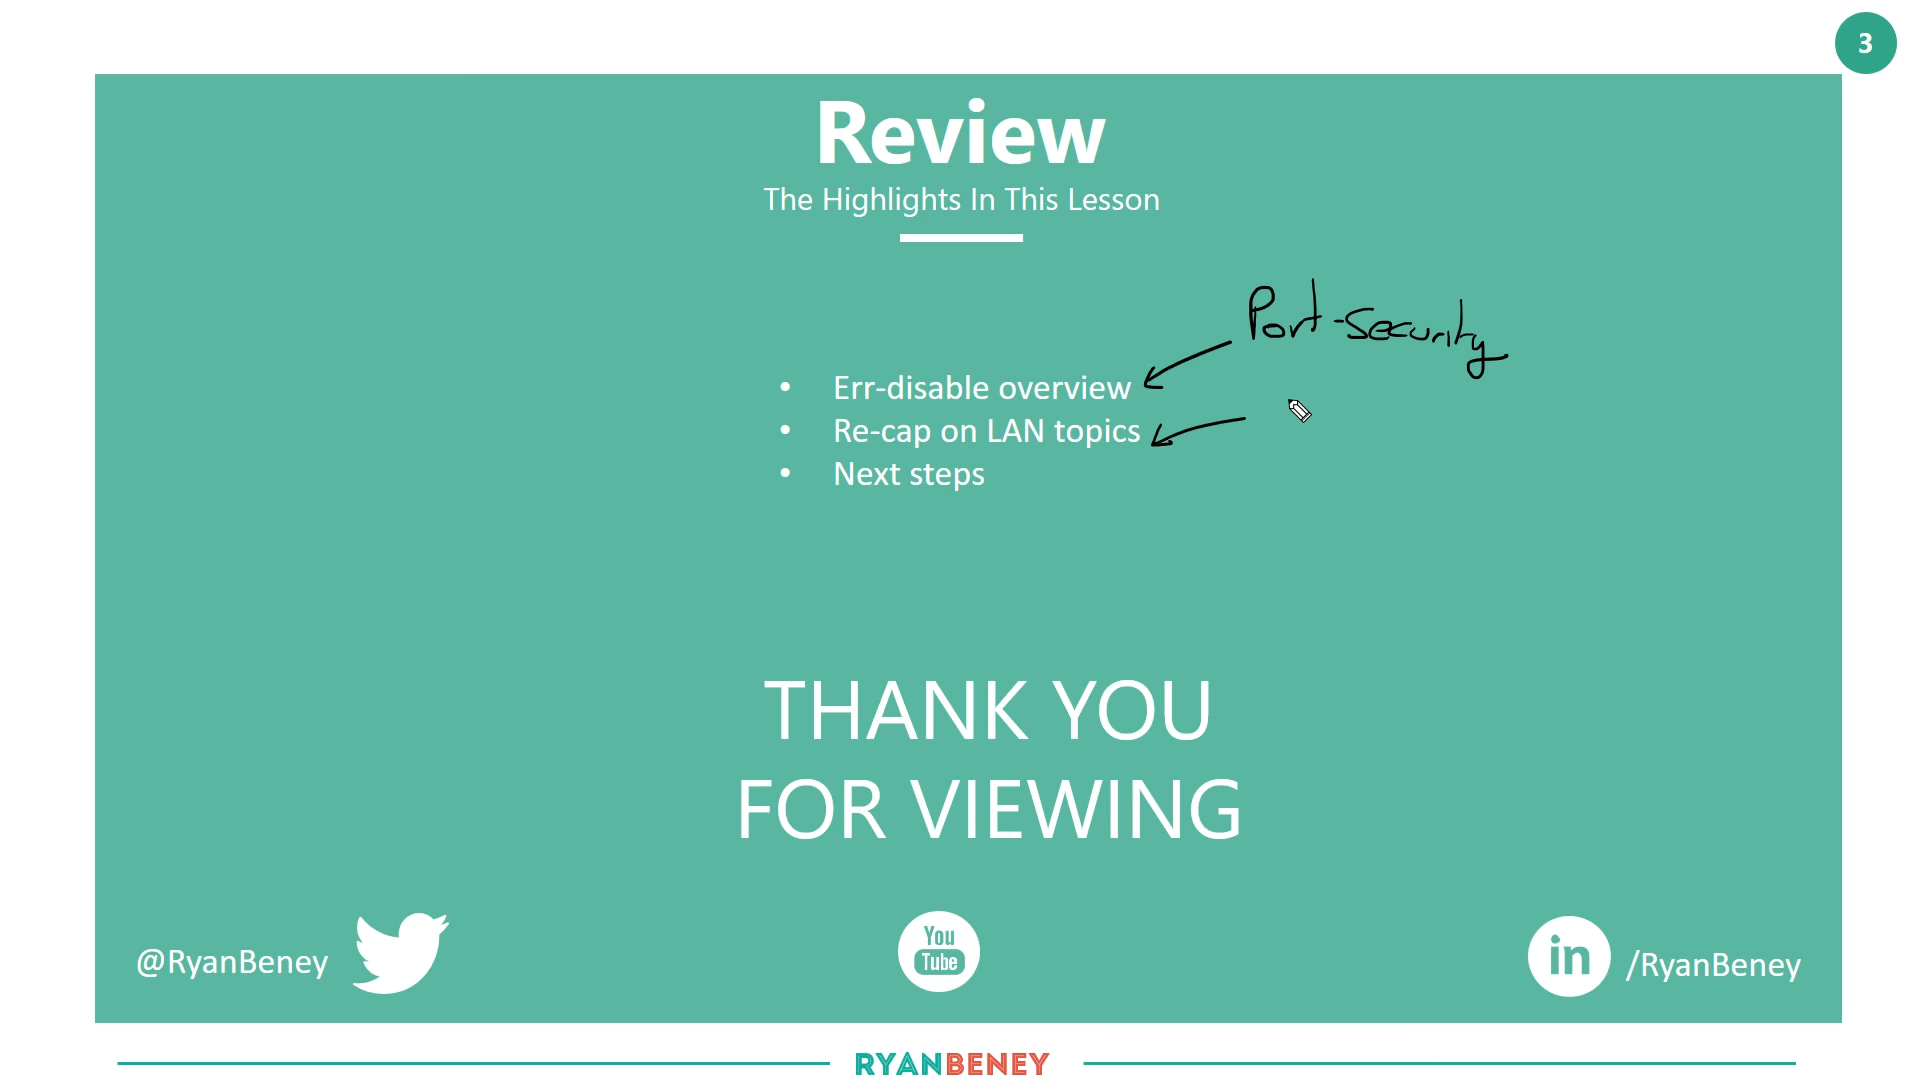 3
Review
The Highlights In This Lesson
Port-security
• Err-disable overview
• Re-cap on LAN topics
• Next steps
THANK YOU
FOR VIEWING
@RyanBeney
You
Tube
in
/RyanBeney
RYANBENEY